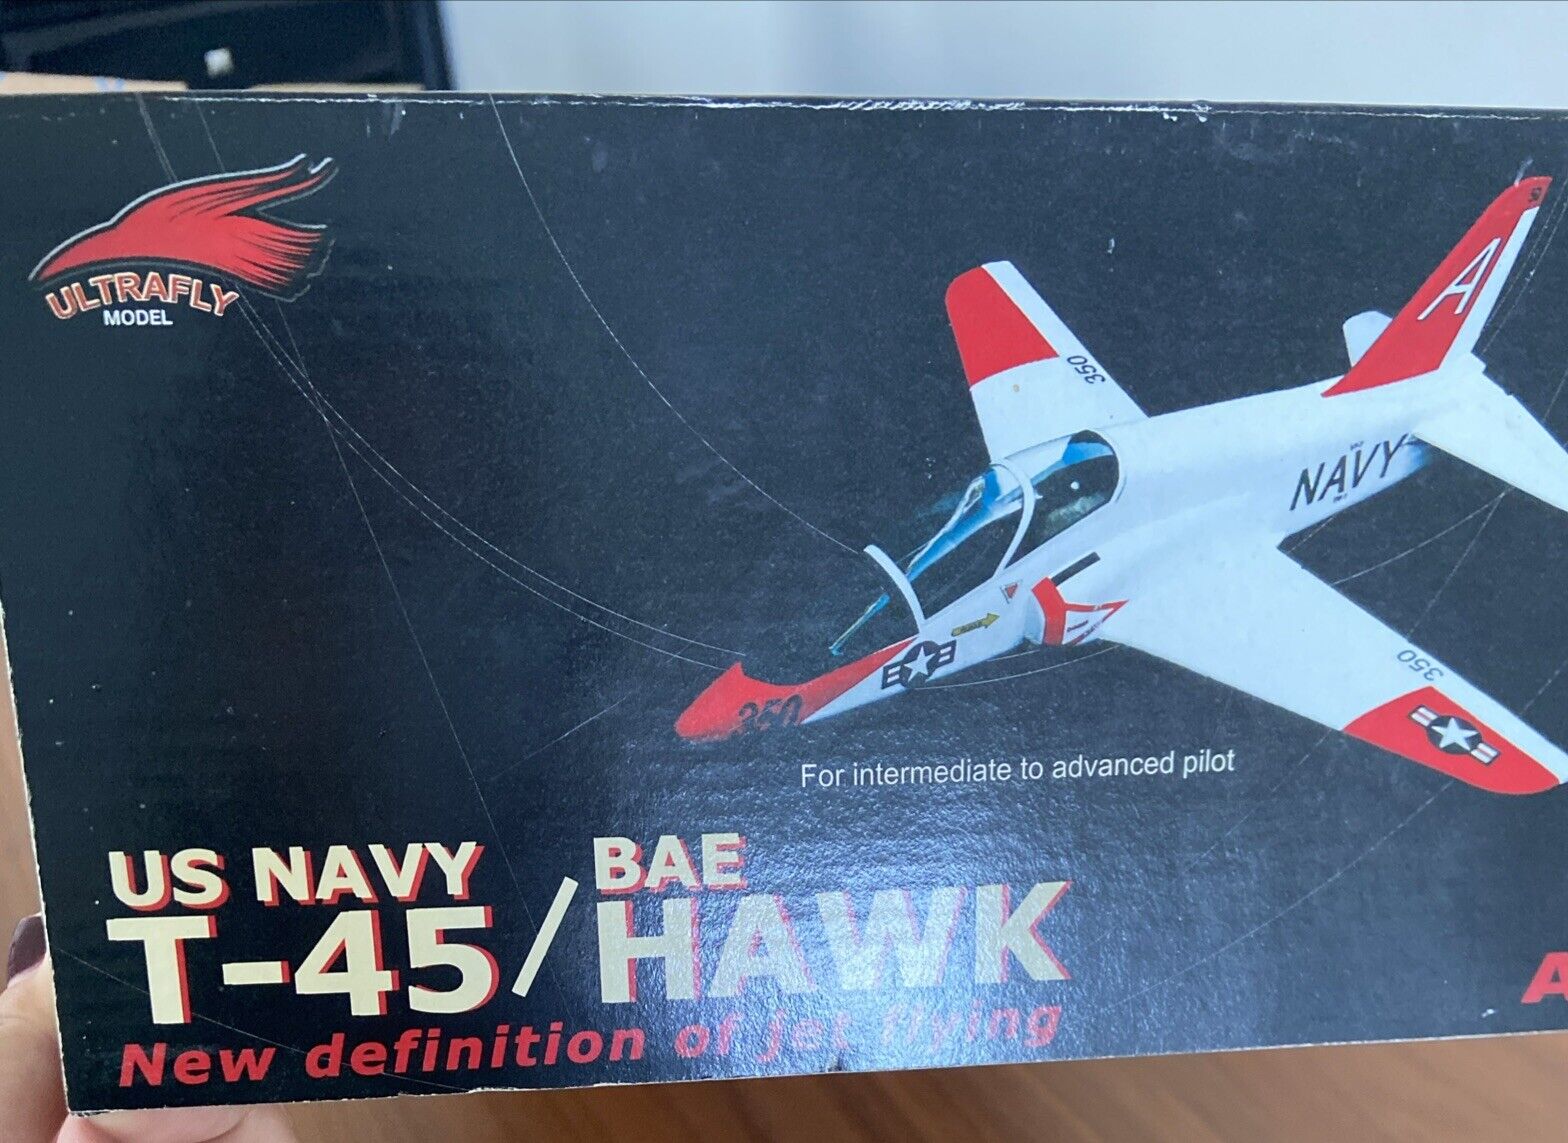 ULTRAFLY
MODEL
A
350
NAVY
350
350
For intermediate to advanced pilot
US NAVY
T-45 / BAE HAWK
New definition of jet flying
A